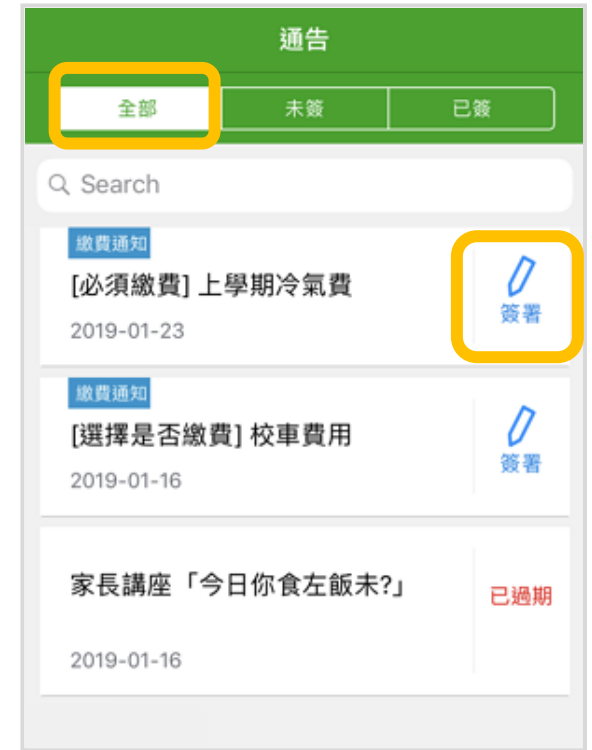 通告
全部 未簽 已簽
Search
繳費通知
[必須繳費] 上學期冷氣費
簽署
2019-01-23
繳費通知
[選擇是否繳費] 校車費用
簽署
2019-01-16
家長講座「今日你食左飯未?」
已過期
2019-01-16